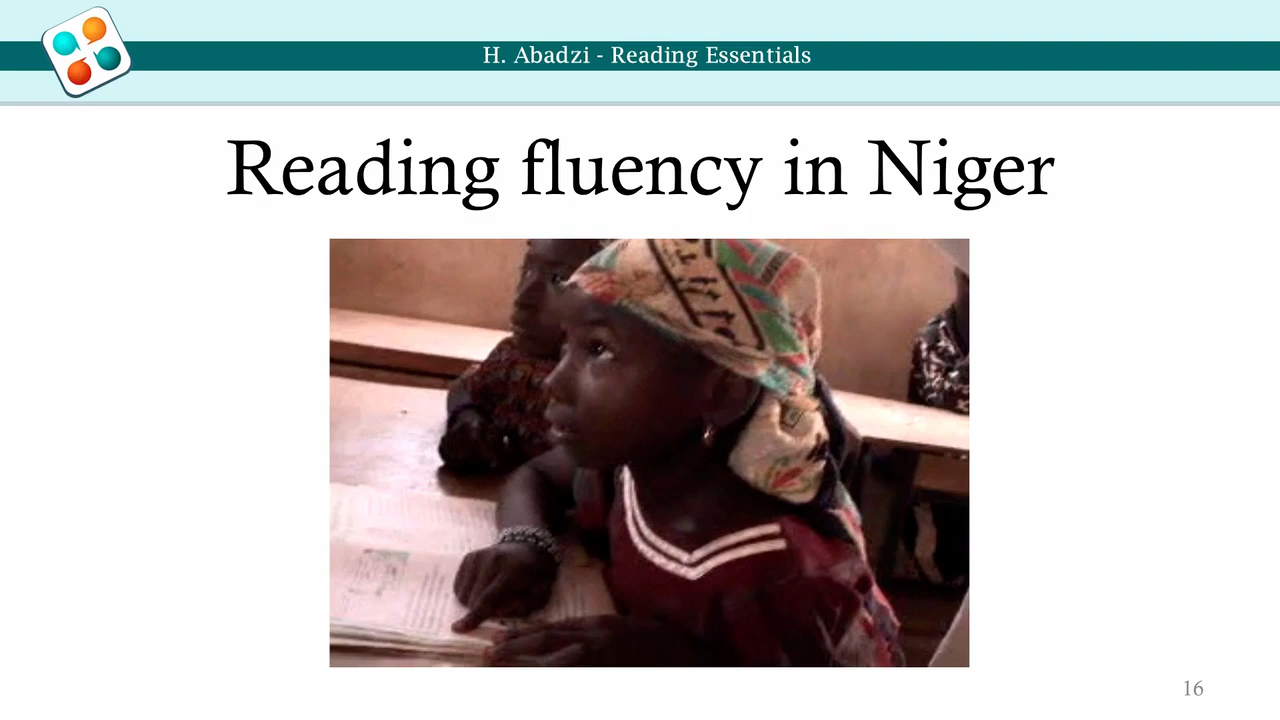 H. Abadzi - Reading Essentials
Reading fluency in Niger
16